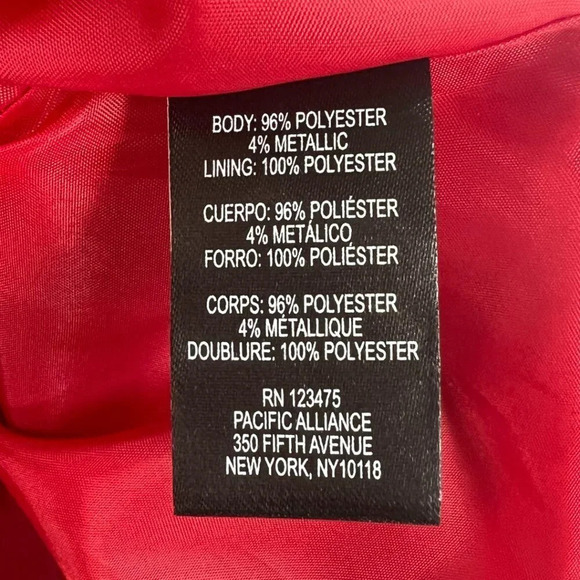 BODY: 96% POLYESTER
4% METALLIC
LINING: 100% POLYESTER
CUERPO: 96% POLIÉSTER
4% METÁLICO
FORRO: 100% POLIÉSTER
CORPS: 96% POLYESTER
4% MÉTALLIQUE
DOUBLURE: 100% POLYESTER
RN 123475
PACIFIC ALLIANCE
350 FIFTH AVENUE
NEW YORK, NY10118